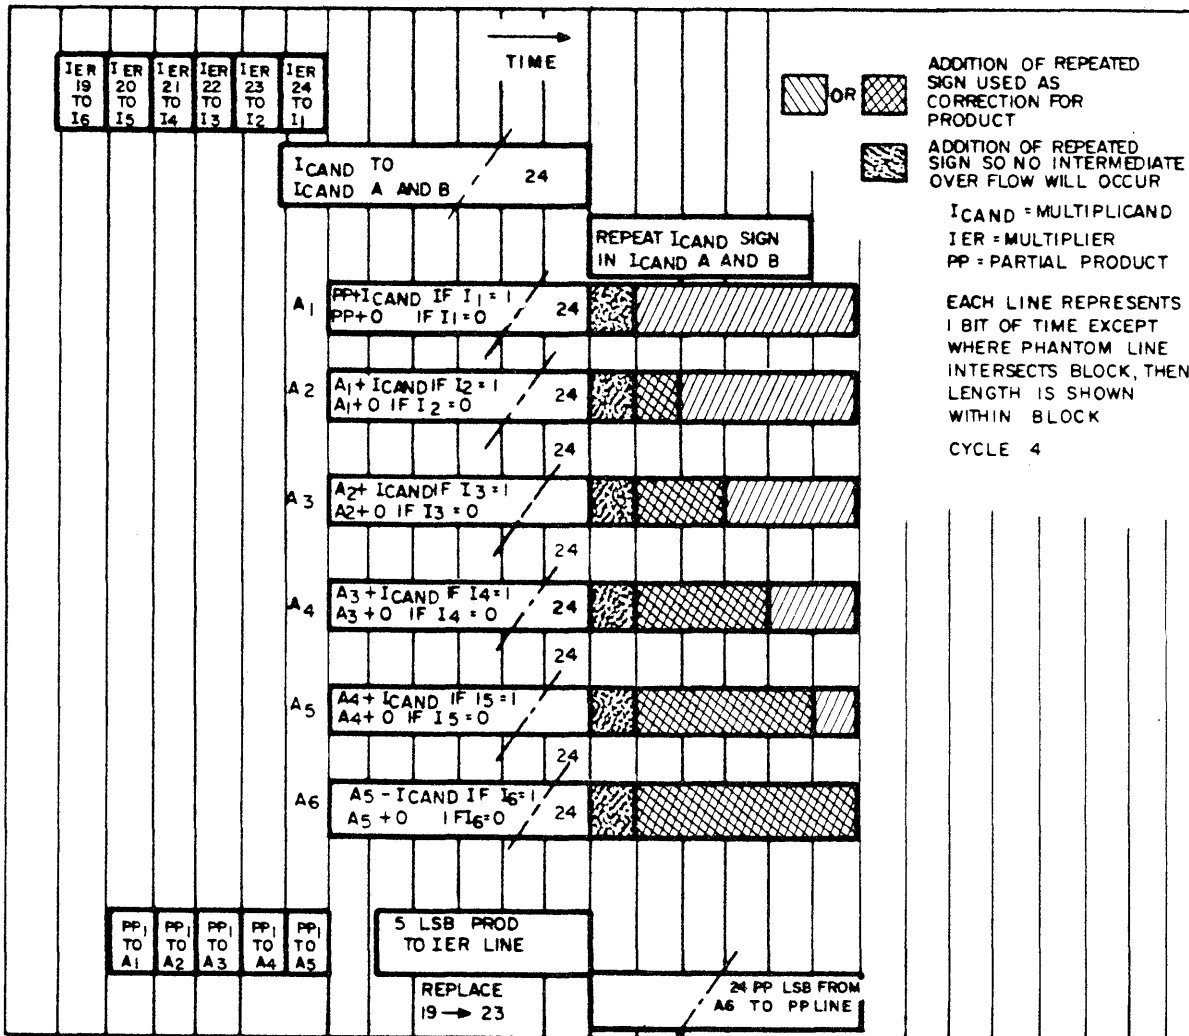 TIME
IER 19 TO I6
IER 20 TO I5
IER 21 TO I4
IER 22 TO I3
IER 23 TO I2
IER 24 TO I1
OR
ADDITION OF REPEATED
SIGN USED AS
CORRECTION FOR
PRODUCT
ICAND TO
ICAND A AND B
24
ADDITION OF REPEATED
SIGN SO NO INTERMEDIATE
OVER FLOW WILL OCCUR
ICAND = MULTIPLICAND
IER = MULTIPLIER
PP = PARTIAL PRODUCT
REPEAT ICAND SIGN
IN ICAND A AND B
A1
PP+ICAND IF I1=1
PP+0 IF I1=0
24
EACH LINE REPRESENTS
1 BIT OF TIME EXCEPT
WHERE PHANTOM LINE
INTERSECTS BLOCK, THEN
LENGTH IS SHOWN
WITHIN BLOCK
CYCLE 4
A2
A1+ICAND IF I2=1
A1+0 IF I2=0
24
24
A3
A2+ICAND IF I3=1
A2+0 IF I3=0
24
A4
A3+ICAND IF I4=1
A3+0 IF I4=0
24
24
A5
A4+ICAND IF I5=1
A4+0 IF I5=0
24
A6
A5-ICAND IF I6=1
A5+0 IF I6=0
24
PP1 TO A1
PP1 TO A2
PP1 TO A3
PP1 TO A4
PP1 TO A5
5 LSB PROD
TO IER LINE
REPLACE
19→23
24 PP LSB FROM
A6 TO PP LINE